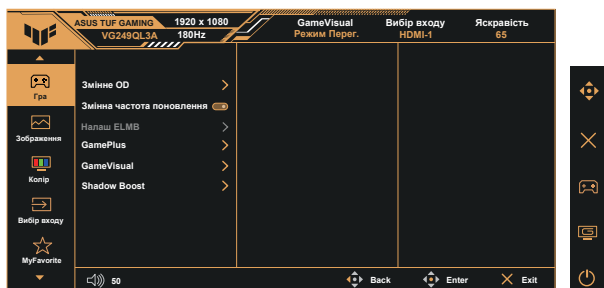 ASUS TUF GAMING 1920 x 1080 GameVisual Вибір входу Яскравість
VG249QL3A 180Hz Режим Перег. HDMI-1 65
Гра
Зображення
Колір
Вибір входу
MyFavorite
Змінне OD
Змінна частота поновлення
Налаш ELMB
GamePlus
GameVisual
Shadow Boost
50 Back Enter Exit